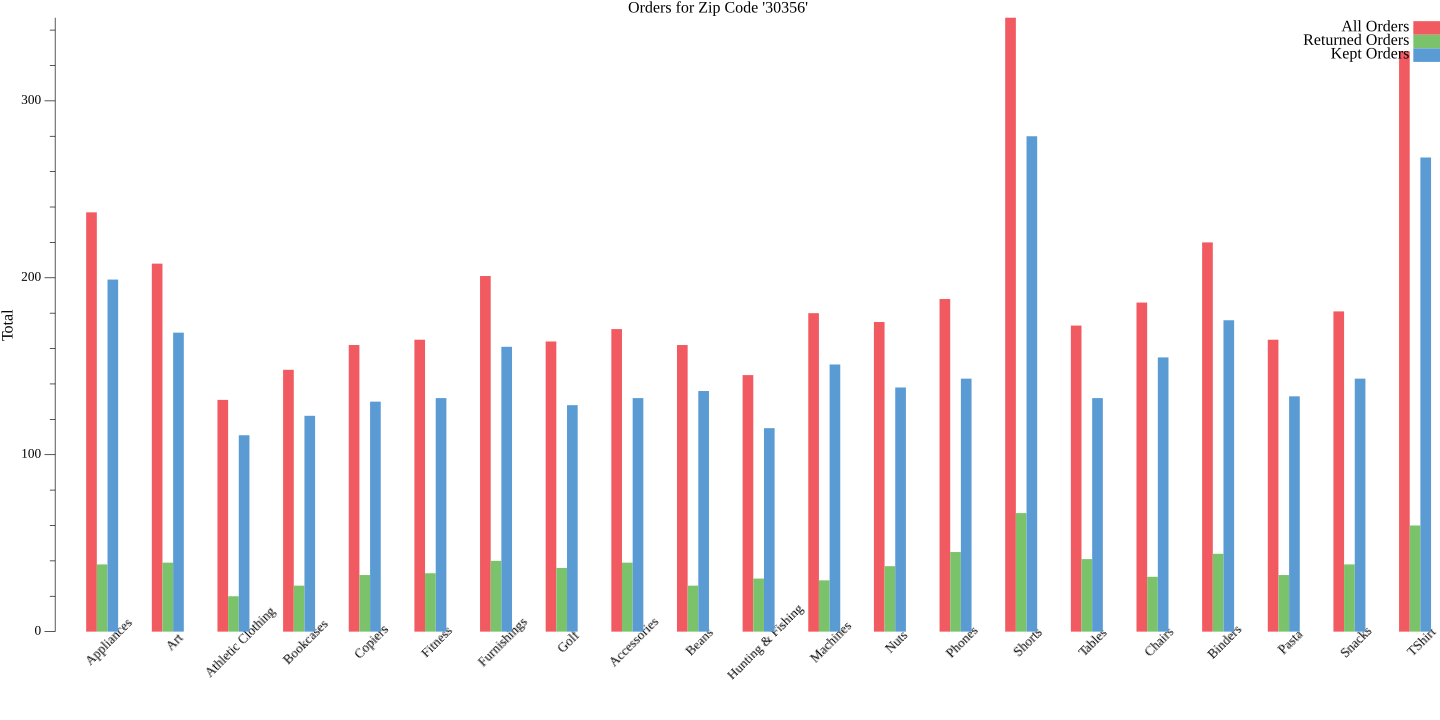 Orders for Zip Code '30356'
All Orders
Returned Orders
Kept Orders
Total
300
200
100
0
Appliances
Art
Athletic Clothing
Bookcases
Copiers
Fitness
Furnishings
Golf
Accessories
Beans
Hunting & Fishing
Machines
Nuts
Phones
Shorts
Tables
Chairs
Binders
Pasta
Snacks
TShirt